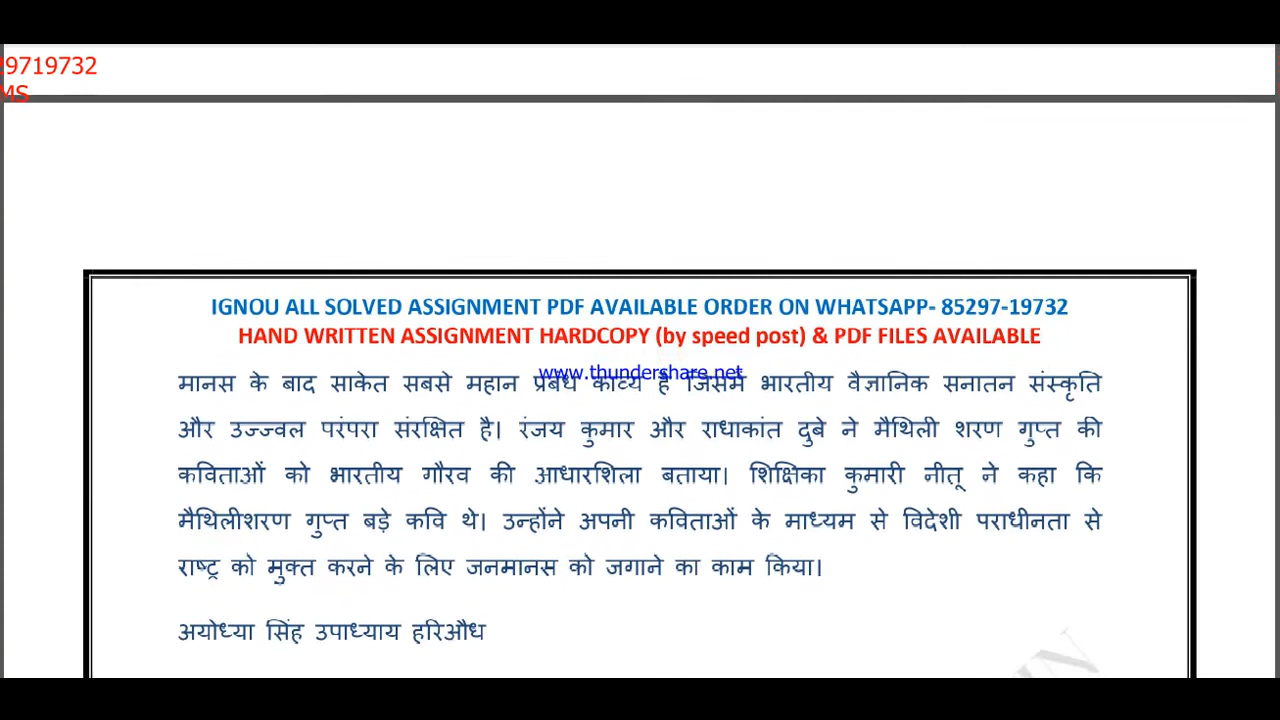 29719732
MS
IGNOU ALL SOLVED ASSIGNMENT PDF AVAILABLE ORDER ON WHATSAPP- 85297-19732
HAND WRITTEN ASSIGNMENT HARDCOPY (by speed post) & PDF FILES AVAILABLE
www.thundershare.net
मानस के बाद साकेत सबसे महान प्रबंध काव्य है जिसमें भारतीय वैज्ञानिक सनातन संस्कृति
और उज्ज्वल परंपरा संरक्षित है। रंजय कुमार और राधाकांत दुबे ने मैथिली शरण गुप्त की
कविताओं को भारतीय गौरव की आधारशिला बताया। शिक्षिका कुमारी नीतू ने कहा कि
मैथिलीशरण गुप्त बड़े कवि थे। उन्होंने अपनी कविताओं के माध्यम से विदेशी पराधीनता से
राष्ट्र को मुक्त करने के लिए जनमानस को जगाने का काम किया।
अयोध्या सिंह उपाध्याय हरिऔध